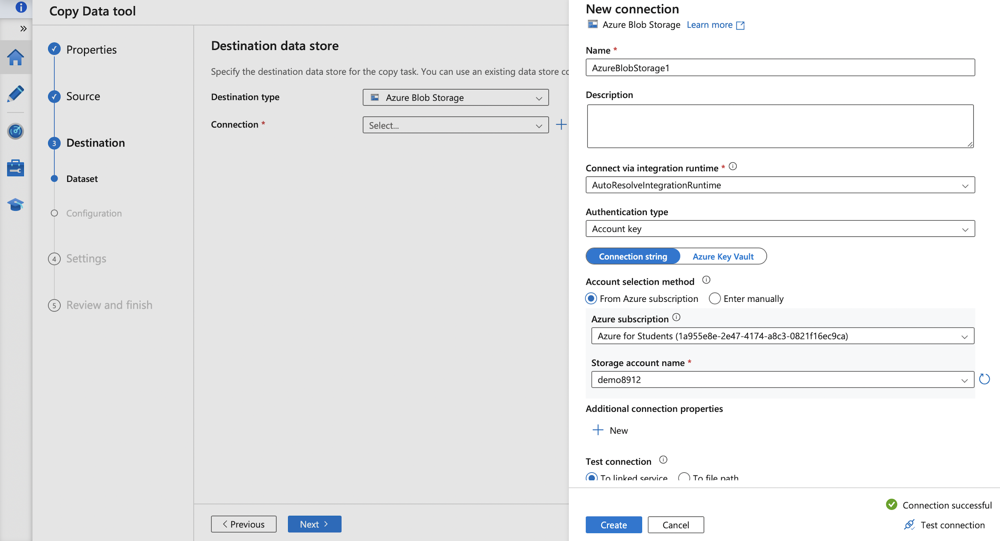 Copy Data tool
Properties
Source
3 Destination
Dataset
Configuration
4 Settings
5 Review and finish
Destination data store
Specify the destination data store for the copy task. You can use an existing data store co
Destination type
Azure Blob Storage
Connection *
Select...
< Previous
Next >
New connection
Azure Blob Storage Learn more
Name *
AzureBlobStorage1
Description
Connect via integration runtime *
AutoResolveIntegrationRuntime
Authentication type
Account key
Connection string Azure Key Vault
Account selection method
From Azure subscription Enter manually
Azure subscription
Azure for Students (1a955e8e-2e47-4174-a8c3-0821f16ec9ca)
Storage account name *
demo8912
Additional connection properties
New
Test connection
To linked service To file path
Connection successful
Create Cancel
Test connection